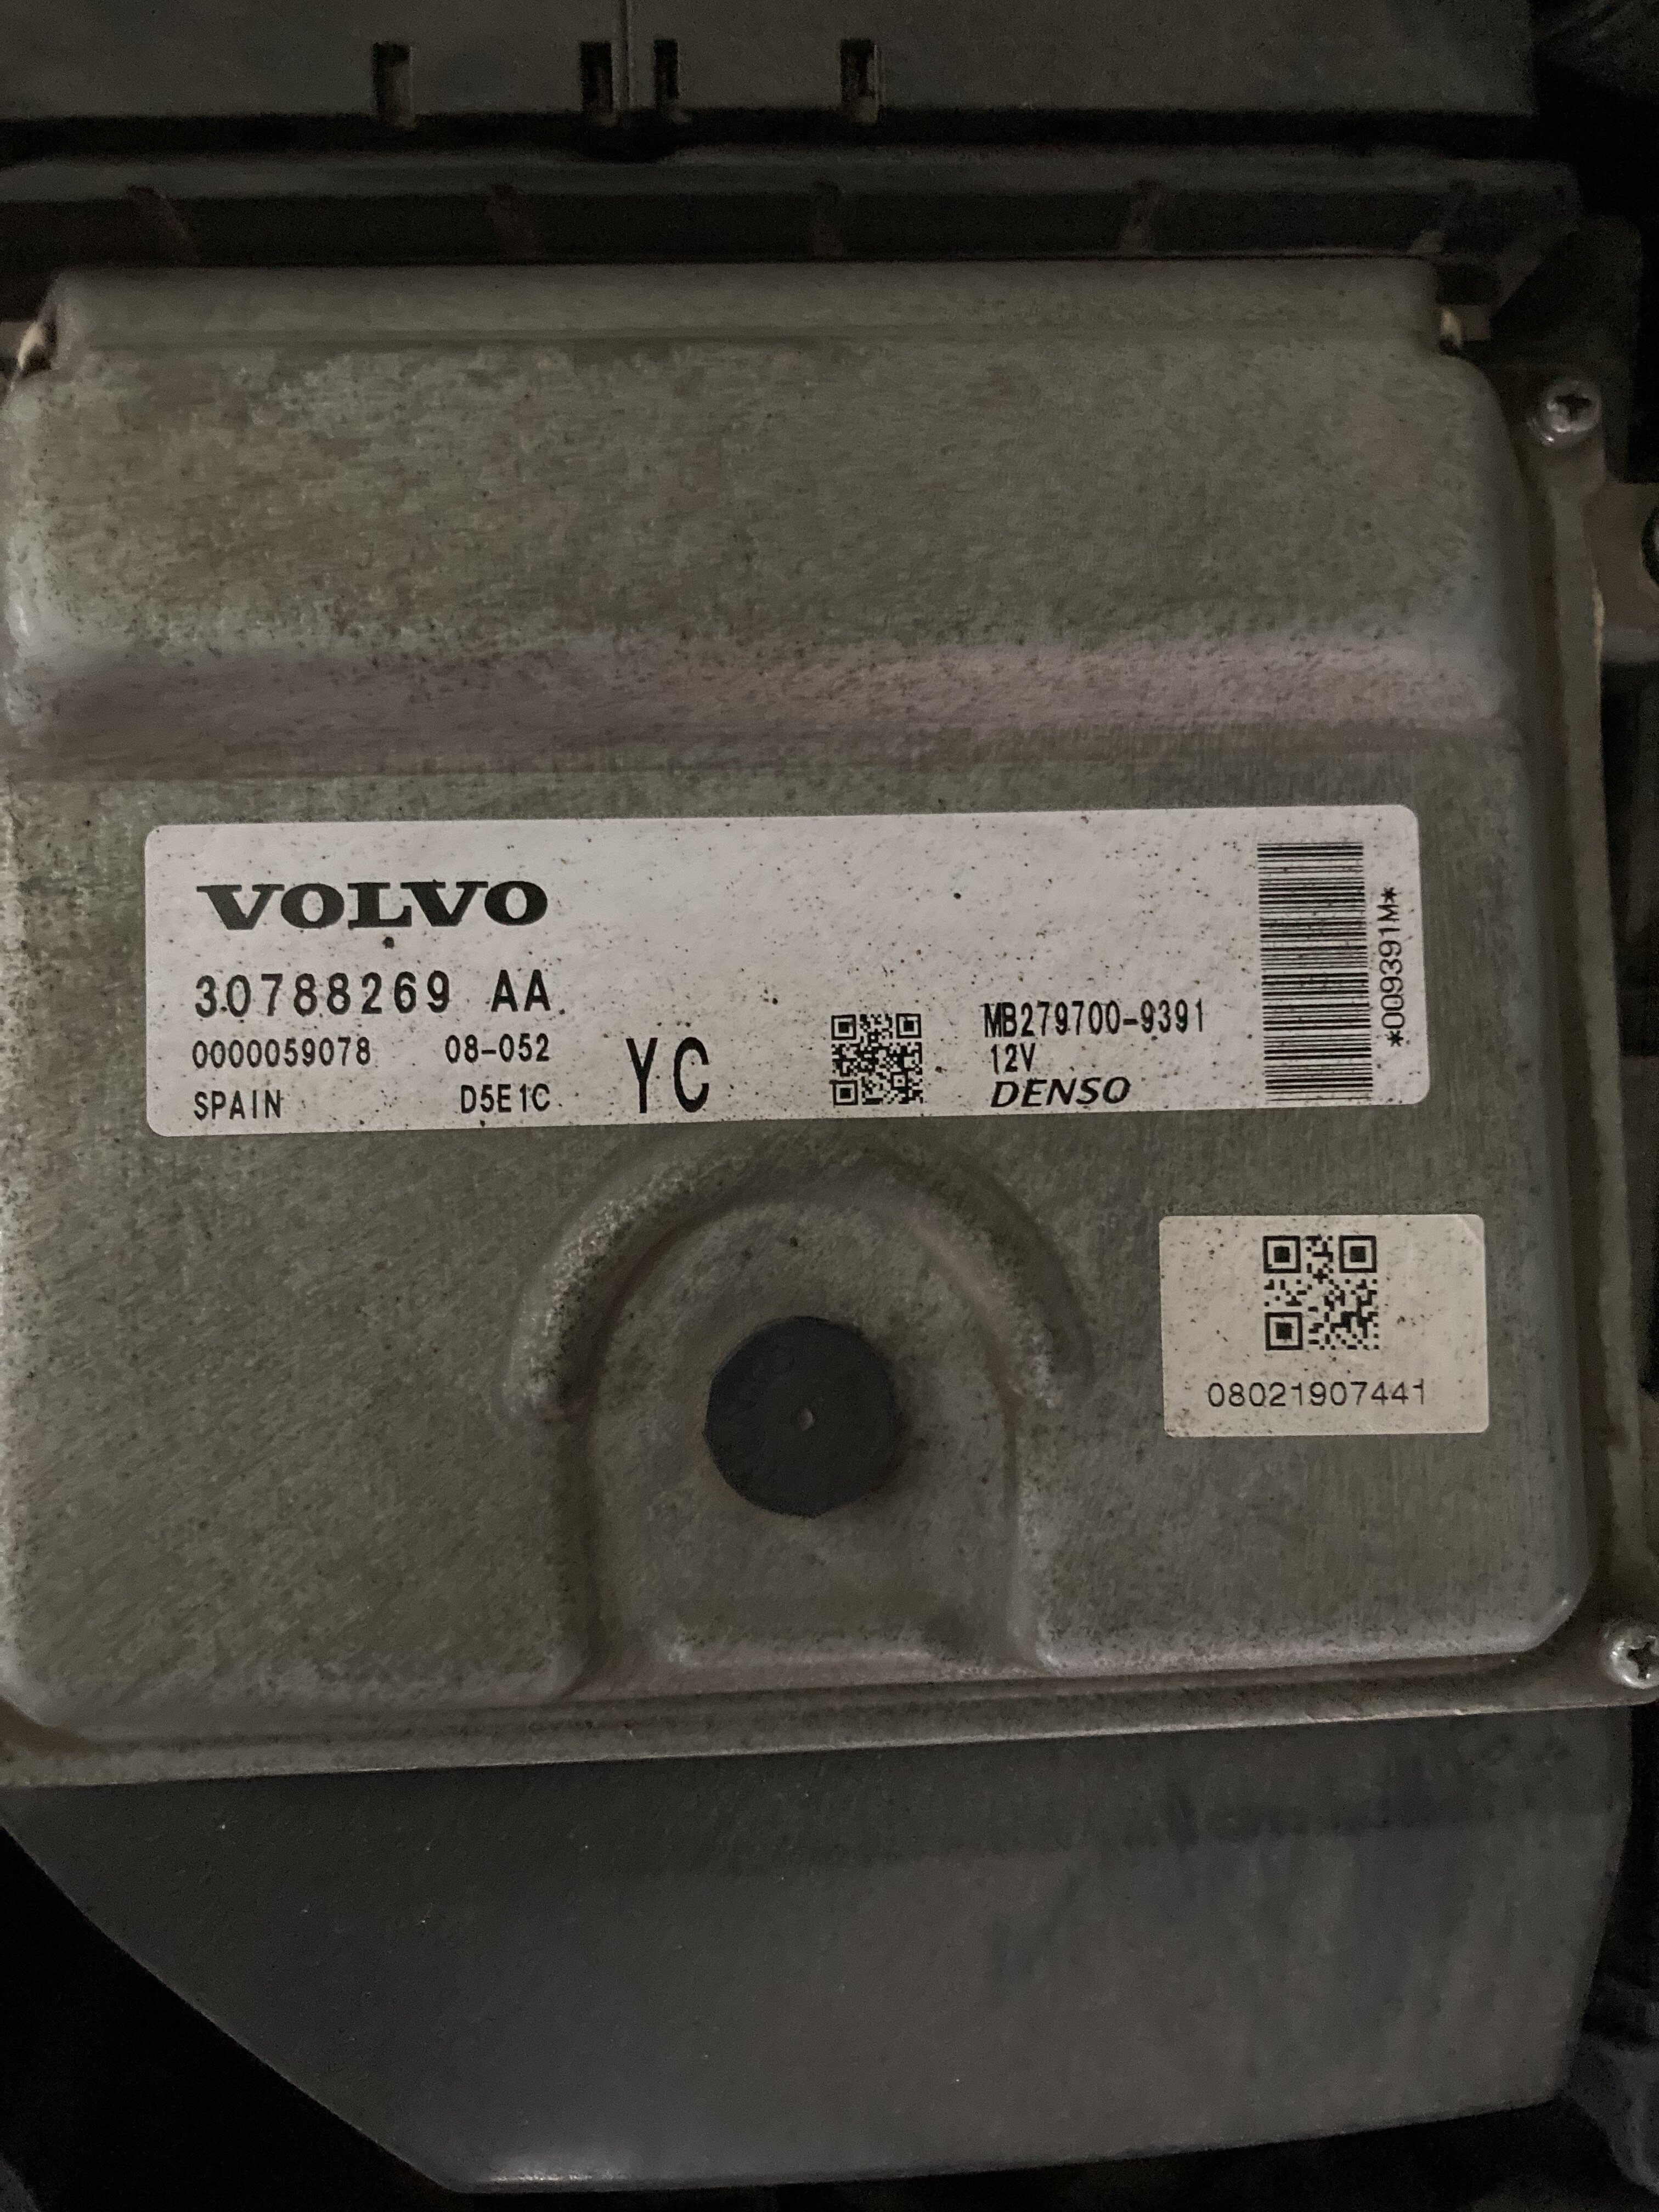 VOLVO
30788269 AA
0000059078 08-052
SPAIN D5E1C
YC
MB279700-9391
12V
DENSO
*009391M*
08021907441